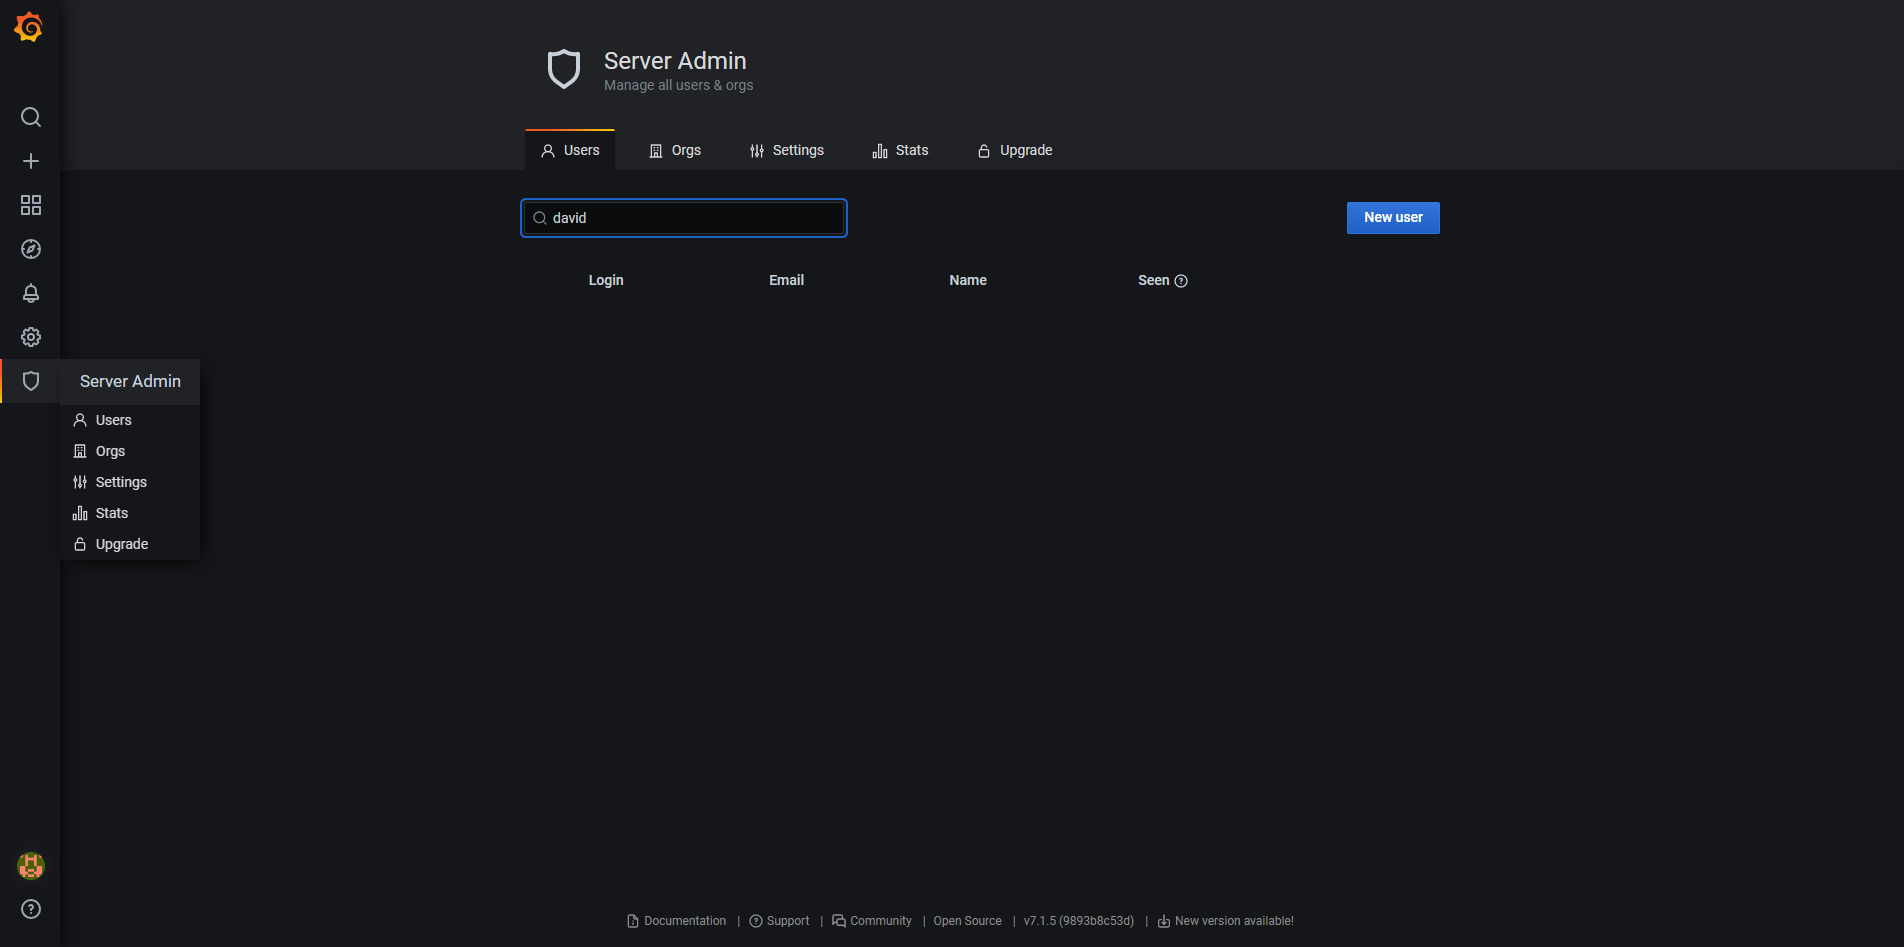 Server Admin
Manage all users & orgs
Users Orgs Settings Stats Upgrade
david
New user
Login Email Name Seen
Server Admin
Users
Orgs
Settings
Stats
Upgrade
Documentation | Support | Community | Open Source | v7.1.5 (9893b8c53d) | New version available!